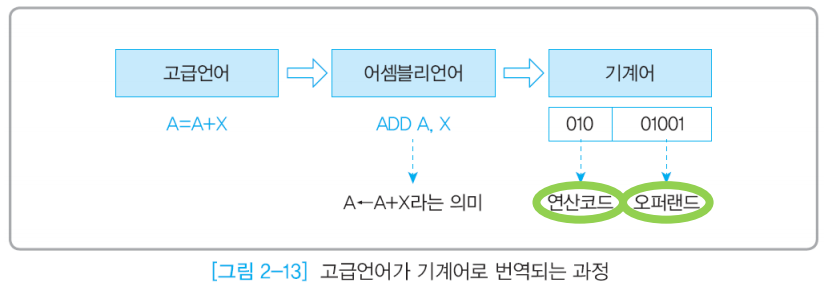 고급언어
어셈블리언어
기계어
A=A+X
ADD A, X
010
01001
A←A+X라는 의미
연산코드
오퍼랜드
[그림 2-13] 고급언어가 기계어로 번역되는 과정